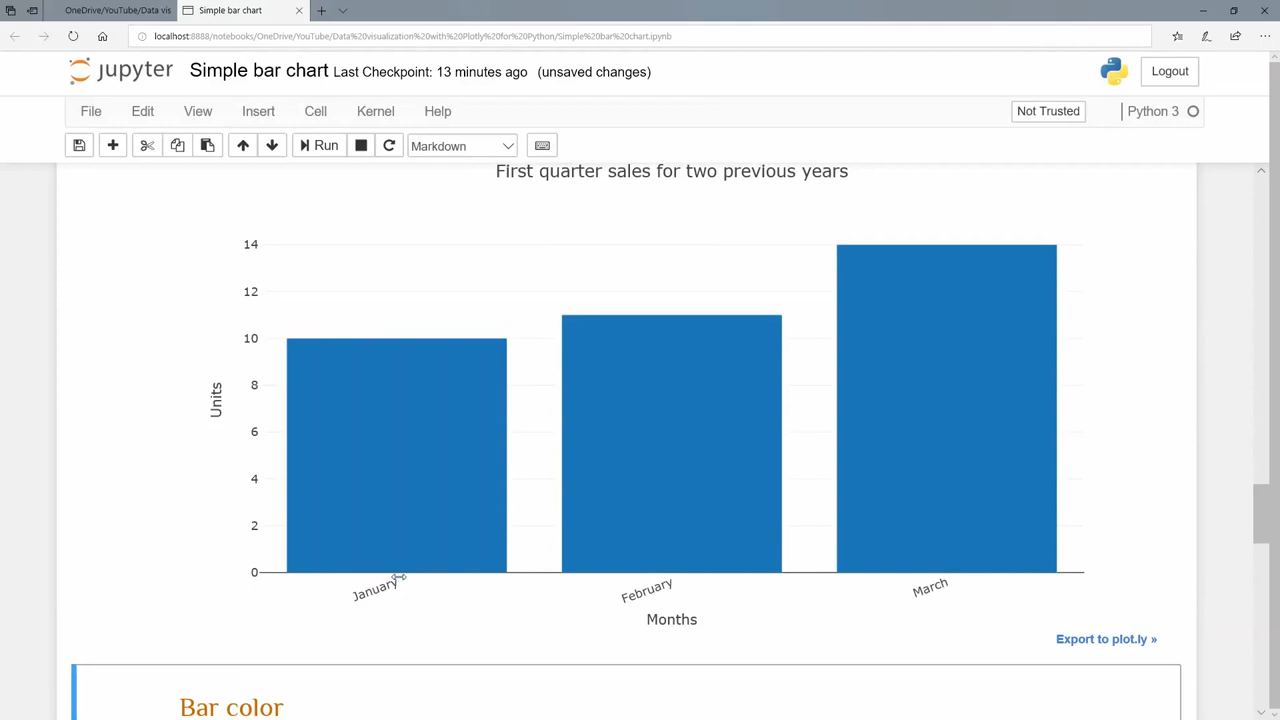 OneDrive/YouTube/Data vis
Simple bar chart
localhost:8888/notebooks/OneDrive/YouTube/Data%20visualization%20with%20Plotly%20for%20Python/Simple%20bar%20chart.ipynb
jupyter Simple bar chart Last Checkpoint: 13 minutes ago (unsaved changes)
Logout
File Edit View Insert Cell Kernel Help
Not Trusted
Python 3
Run
Markdown
First quarter sales for two previous years
14
12
10
8
6
4
2
0
Units
January February March
Months
Export to plot.ly »
Bar color